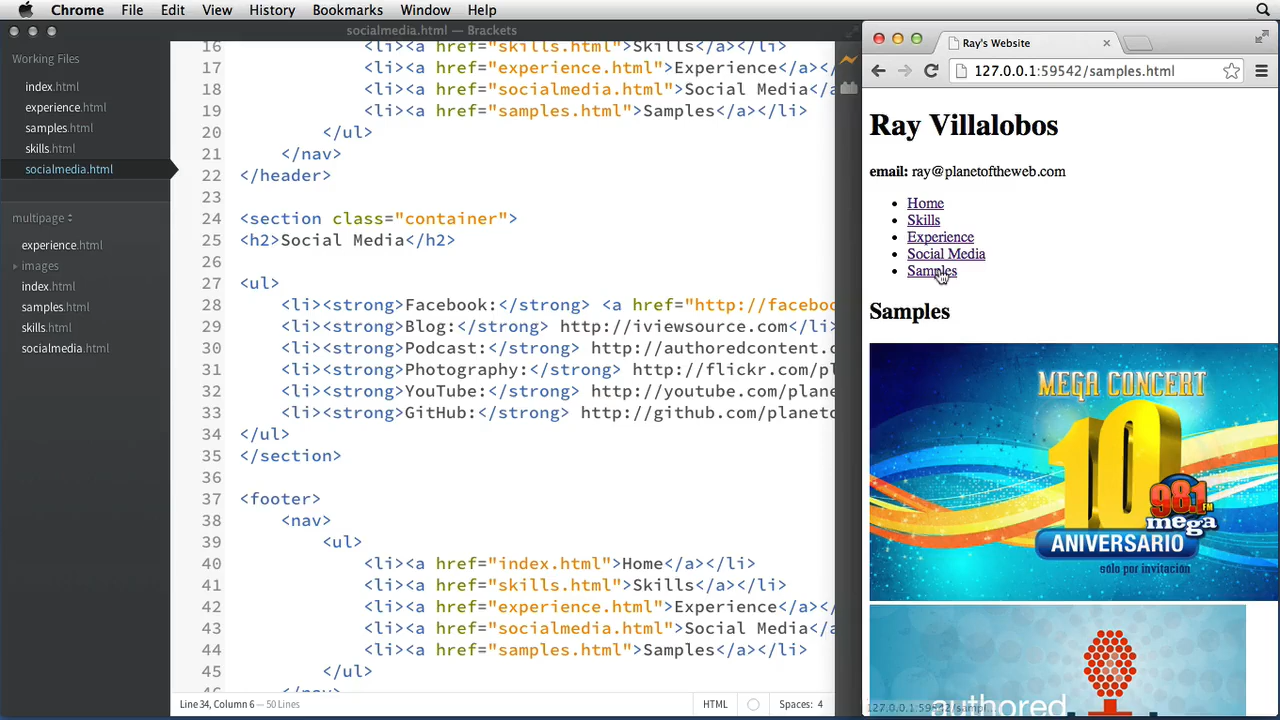 Chrome File Edit View History Bookmarks Window Help
socialmedia.html — Brackets
Working Files
index.html
experience.html
samples.html
skills.html
socialmedia.html
multipage
experience.html
images
index.html
samples.html
skills.html
socialmedia.html
16 <li><a href="skills.html">Skills</a></li>
17 <li><a href="experience.html">Experience</a></
18 <li><a href="socialmedia.html">Social Media</a
19 <li><a href="samples.html">Samples</a></li>
20 </ul>
21 </nav>
22 </header>
23
24 <section class="container">
25 <h2>Social Media</h2>
26
27 <ul>
28 <li><strong>Facebook:</strong> <a href="http://faceboo
29 <li><strong>Blog:</strong> http://iviewsource.com</li>
30 <li><strong>Podcast:</strong> http://authoredcontent.c
31 <li><strong>Photography:</strong> http://flickr.com/pl
32 <li><strong>YouTube:</strong> http://youtube.com/plane
33 <li><strong>GitHub:</strong> http://github.com/planeto
34 </ul>
35 </section>
36
37 <footer>
38 <nav>
39 <ul>
40 <li><a href="index.html">Home</a></li>
41 <li><a href="skills.html">Skills</a></li>
42 <li><a href="experience.html">Experience</a></
43 <li><a href="socialmedia.html">Social Media</a
44 <li><a href="samples.html">Samples</a></li>
45 </ul>
Line 34, Column 6 — 50 Lines HTML Spaces: 4
Ray's Website
127.0.0.1:59542/samples.html
Ray Villalobos
email: ray@planetoftheweb.com
Home
Skills
Experience
Social Media
Samples
Samples
MEGA CONCERT
10
98.1 FM
mega
ANIVERSARIO
sólo por invitación
authored
127.0.0.1:59542/sampl...